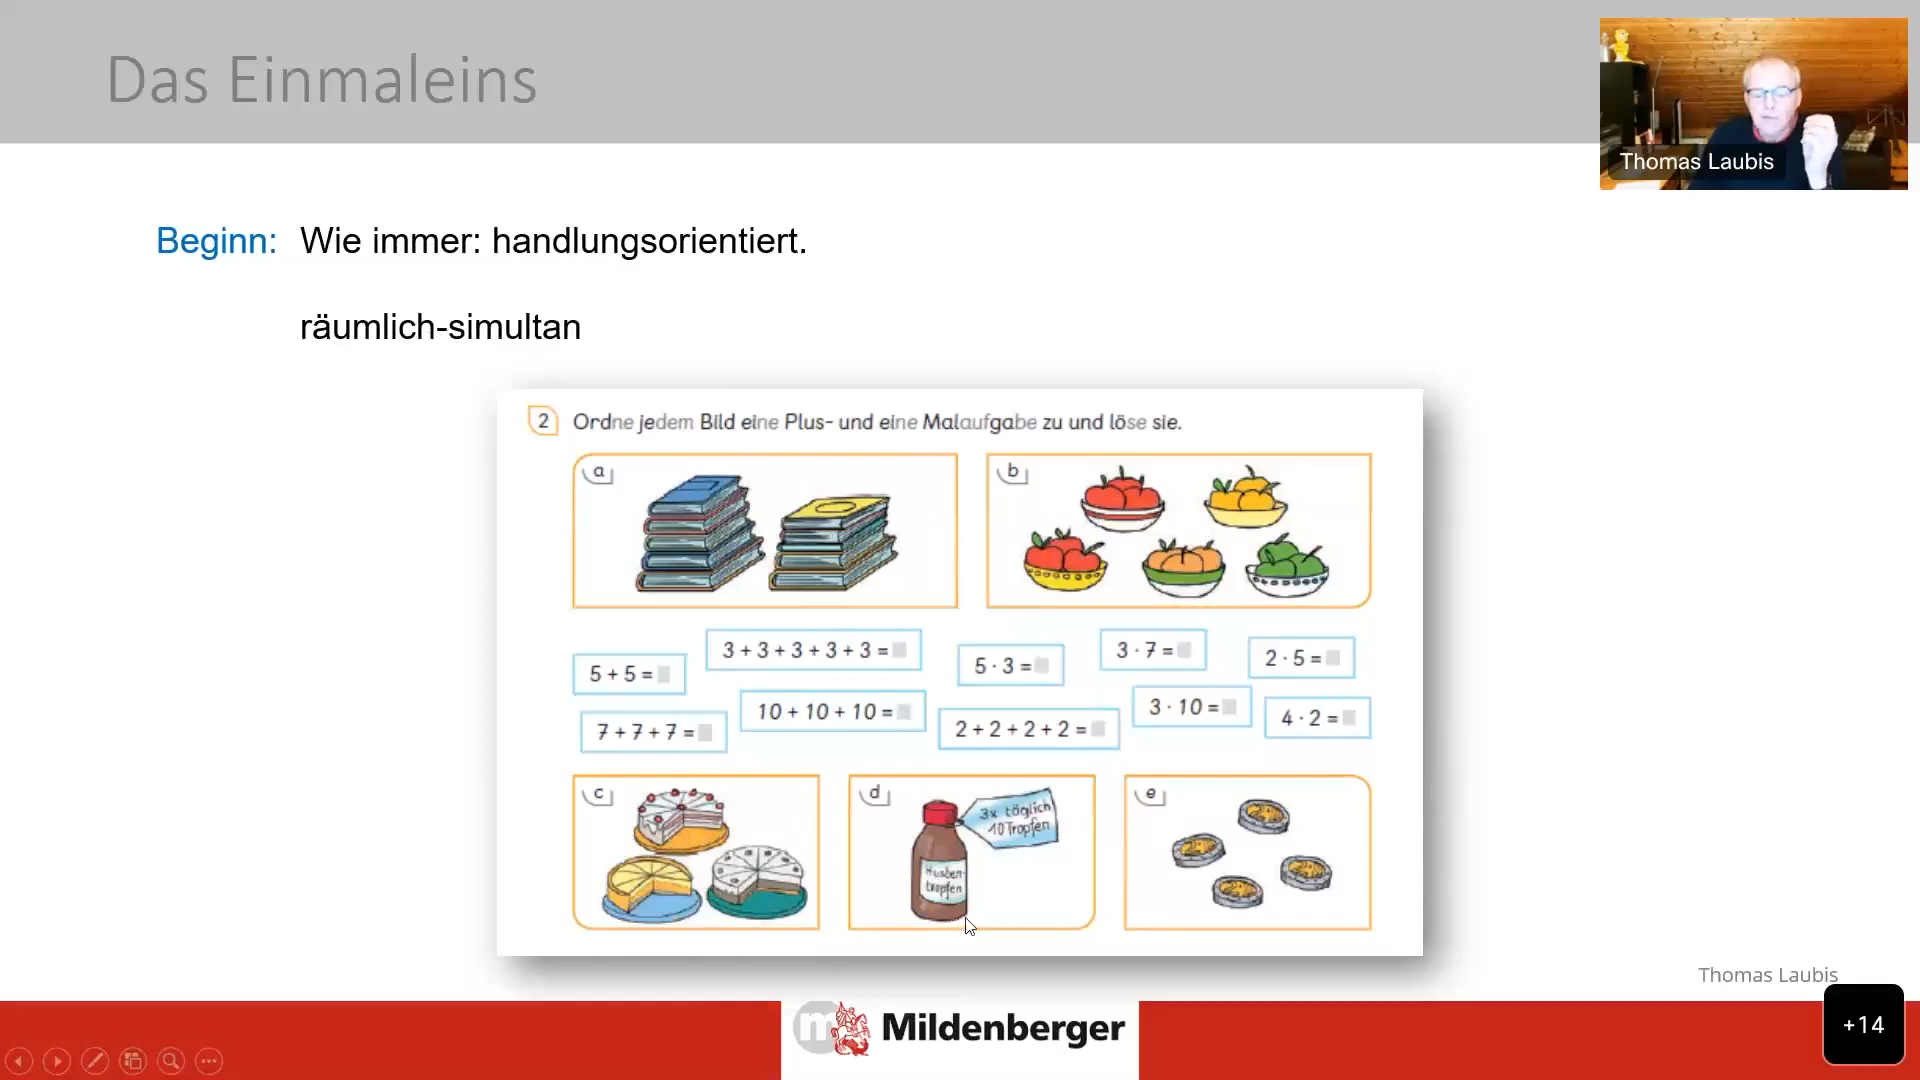 Das Einmaleins
Thomas Laubis
Beginn: Wie immer: handlungsorientiert.
räumlich-simultan
2 Ordne jedem Bild eine Plus- und eine Malaufgabe zu und löse sie.
a
b
3 + 3 + 3 + 3 + 3 =
3 · 7 =
5 + 5 =
5 · 3 =
2 · 5 =
7 + 7 + 7 =
10 + 10 + 10 =
2 + 2 + 2 + 2 =
3 · 10 =
4 · 2 =
c
d
3x täglich
10 Tropfen
Husten-
tropfen
e
Thomas Laubis
m Mildenberger
+14